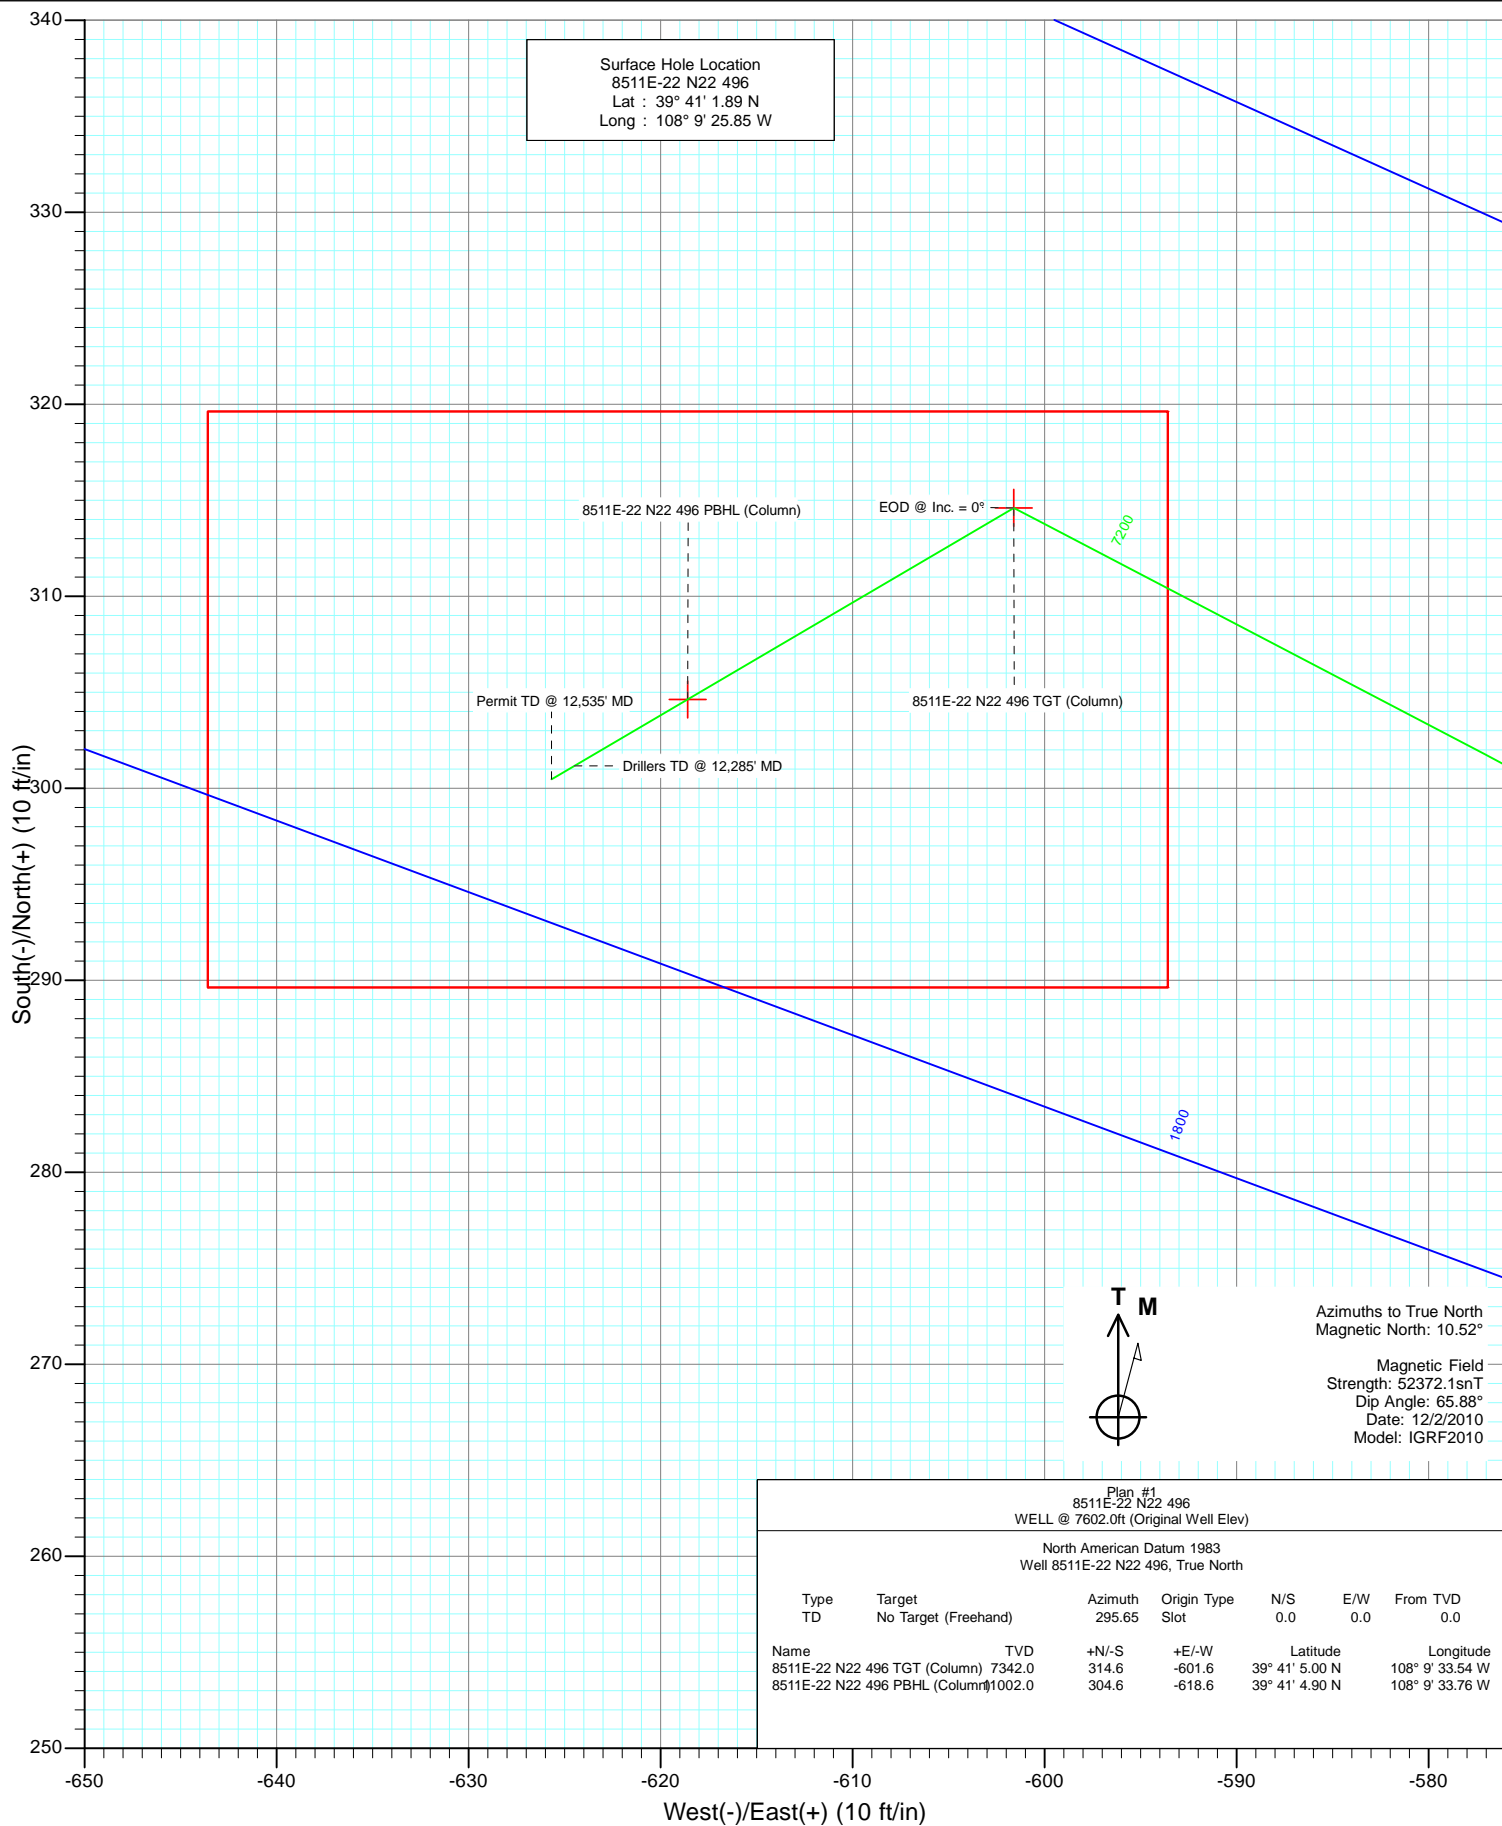 340
330
320
310
300
290
280
270
260
250
South(-)/North(+) (10 ft/in)
Surface Hole Location
8511E-22 N22 496
Lat : 39° 41' 1.89 N
Long : 108° 9' 25.85 W
8511E-22 N22 496 PBHL (Column)
EOD @ Inc. = 0°
7200
Permit TD @ 12,535' MD
8511E-22 N22 496 TGT (Column)
Drillers TD @ 12,285' MD
1800
T M
Azimuths to True North
Magnetic North: 10.52°
Magnetic Field
Strength: 52372.1snT
Dip Angle: 65.88°
Date: 12/2/2010
Model: IGRF2010
Plan #1
8511E-22 N22 496
WELL @ 7602.0ft (Original Well Elev)
North American Datum 1983
Well 8511E-22 N22 496, True North
Type Target Azimuth Origin Type N/S E/W From TVD
TD No Target (Freehand) 295.65 Slot 0.0 0.0 0.0
Name TVD +N/-S +E/-W Latitude Longitude
8511E-22 N22 496 TGT (Column) 7342.0 314.6 -601.6 39° 41' 5.00 N 108° 9' 33.54 W
8511E-22 N22 496 PBHL (Column) 11002.0 304.6 -618.6 39° 41' 4.90 N 108° 9' 33.76 W
-650 -640 -630 -620 -610 -600 -590 -580
West(-)/East(+) (10 ft/in)